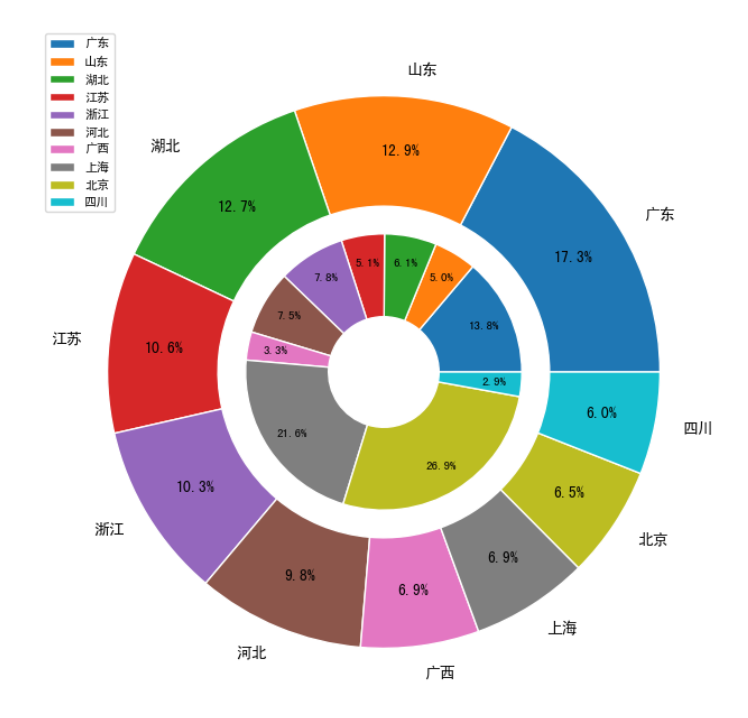 广东
山东
湖北
江苏
浙江
河北
广西
上海
北京
四川
山东
湖北
广东
江苏
四川
浙江
北京
上海
河北
广西
12.9%
12.7%
17.3%
10.6%
6.0%
10.3%
6.5%
6.9%
9.8%
6.9%
5.1%
6.1%
5.0%
7.8%
7.5%
13.8%
3.3%
2.9%
21.6%
26.9%